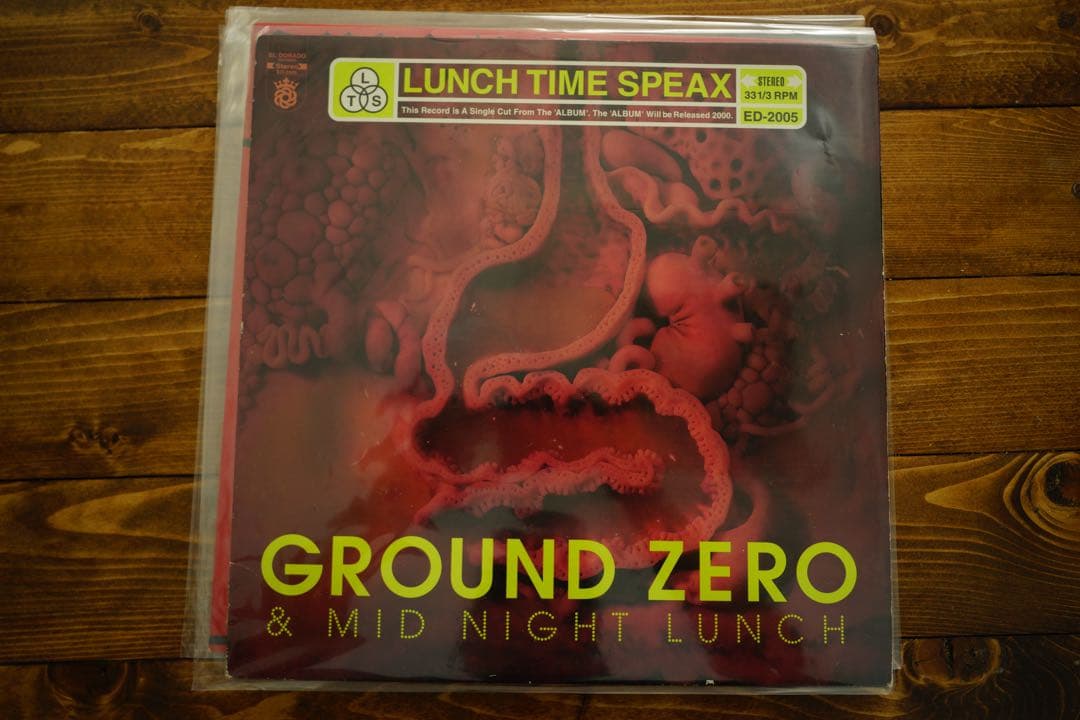 EL DORADO
Stereo
L
T S
LUNCH TIME SPEAX
This Record Is A Single Cut From The 'ALBUM'. The 'ALBUM' Will be Released 2000.
STEREO
331/3 RPM
ED-2005
GROUND ZERO
& MID NIGHT LUNCH